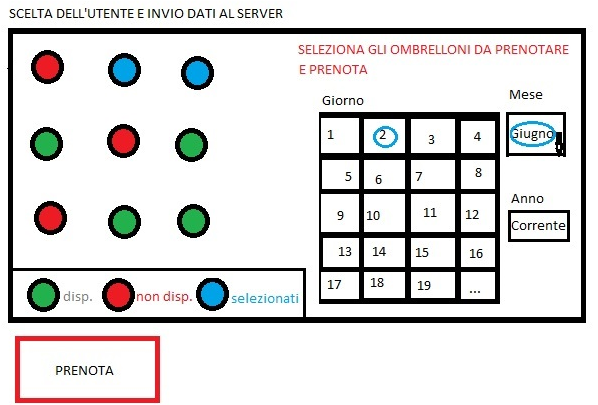 SCELTA DELL'UTENTE E INVIO DATI AL SERVER
SELEZIONA GLI OMBRELLONI DA PRENOTARE
E PRENOTA
Giorno
Mese
1 2 3 4
Giugno
5 6 7 8
Anno
9 10 11 12
Corrente
13 14 15 16
17 18 19 ...
disp. non disp. selezionati
PRENOTA